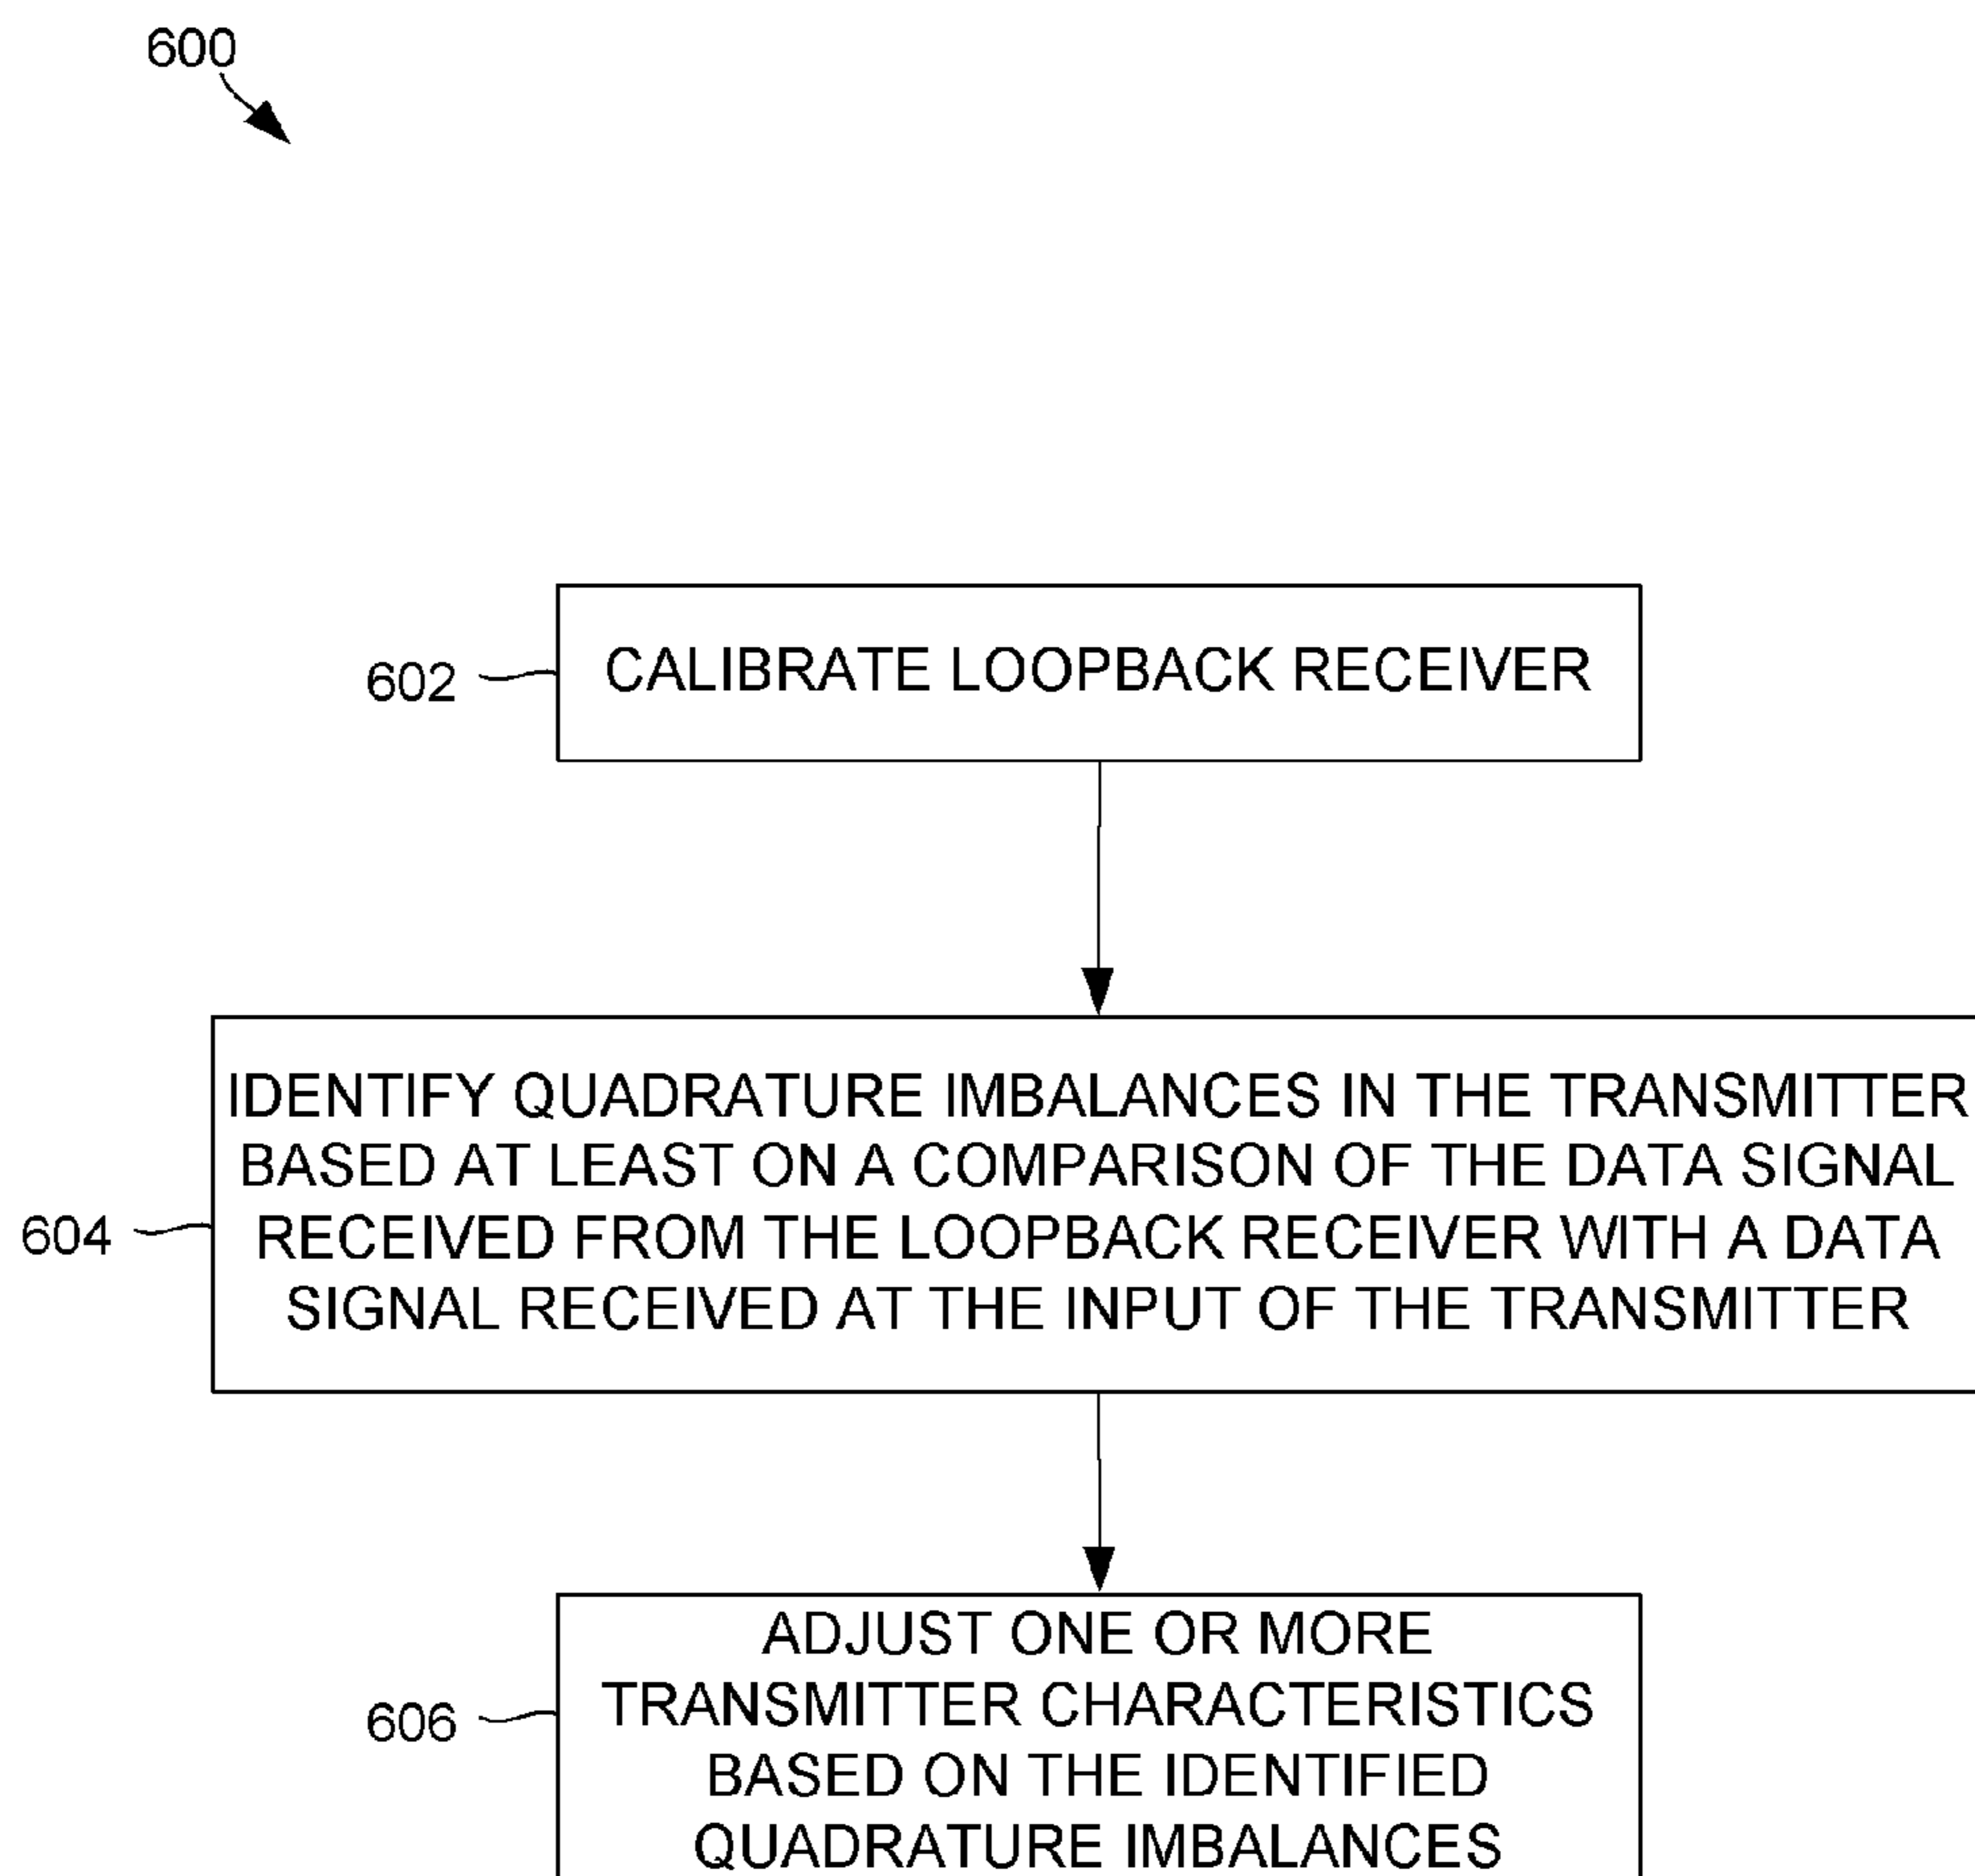 600
602
CALIBRATE LOOPBACK RECEIVER
604
IDENTIFY QUADRATURE IMBALANCES IN THE TRANSMITTER
BASED AT LEAST ON A COMPARISON OF THE DATA SIGNAL
RECEIVED FROM THE LOOPBACK RECEIVER WITH A DATA
SIGNAL RECEIVED AT THE INPUT OF THE TRANSMITTER
606
ADJUST ONE OR MORE
TRANSMITTER CHARACTERISTICS
BASED ON THE IDENTIFIED
QUADRATURE IMBALANCES